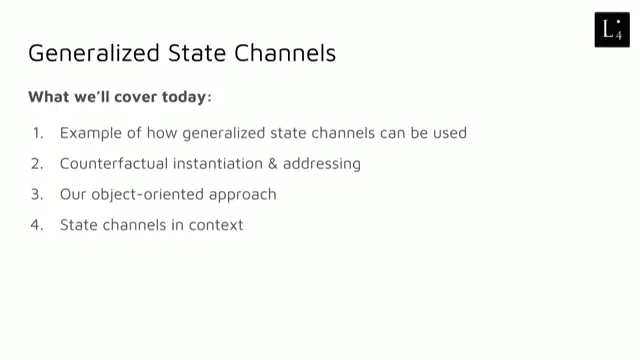 L4
Generalized State Channels
What we'll cover today:
1. Example of how generalized state channels can be used
2. Counterfactual instantiation & addressing
3. Our object-oriented approach
4. State channels in context